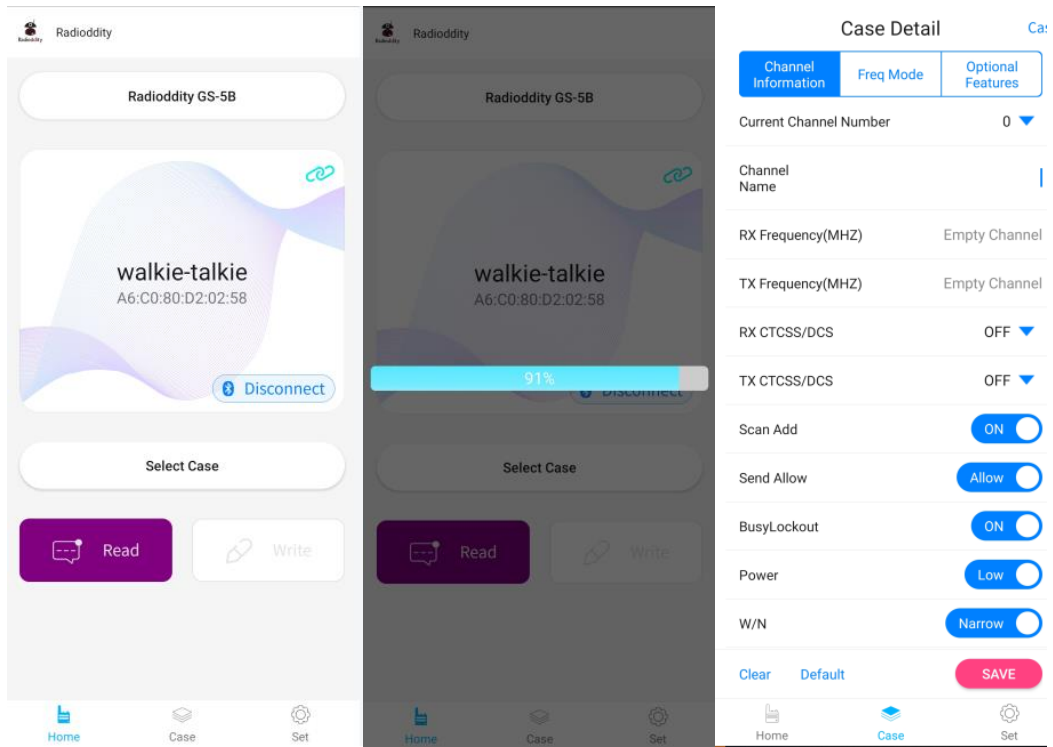 Radioddity
Radioddity
Radioddity GS-5B
walkie-talkie
A6:C0:80:D2:02:58
Disconnect
Select Case
Read
Write
Home
Case
Set
Radioddity
Radioddity
Radioddity GS-5B
walkie-talkie
A6:C0:80:D2:02:58
91%
Disconnect
Select Case
Read
Write
Home
Case
Set
Case Detail
Cas
Channel
Information
Freq Mode
Optional
Features
Current Channel Number
0
Channel
Name
RX Frequency(MHZ)
Empty Channel
TX Frequency(MHZ)
Empty Channel
RX CTCSS/DCS
OFF
TX CTCSS/DCS
OFF
Scan Add
ON
Send Allow
Allow
BusyLockout
ON
Power
Low
W/N
Narrow
Clear
Default
SAVE
Home
Case
Set